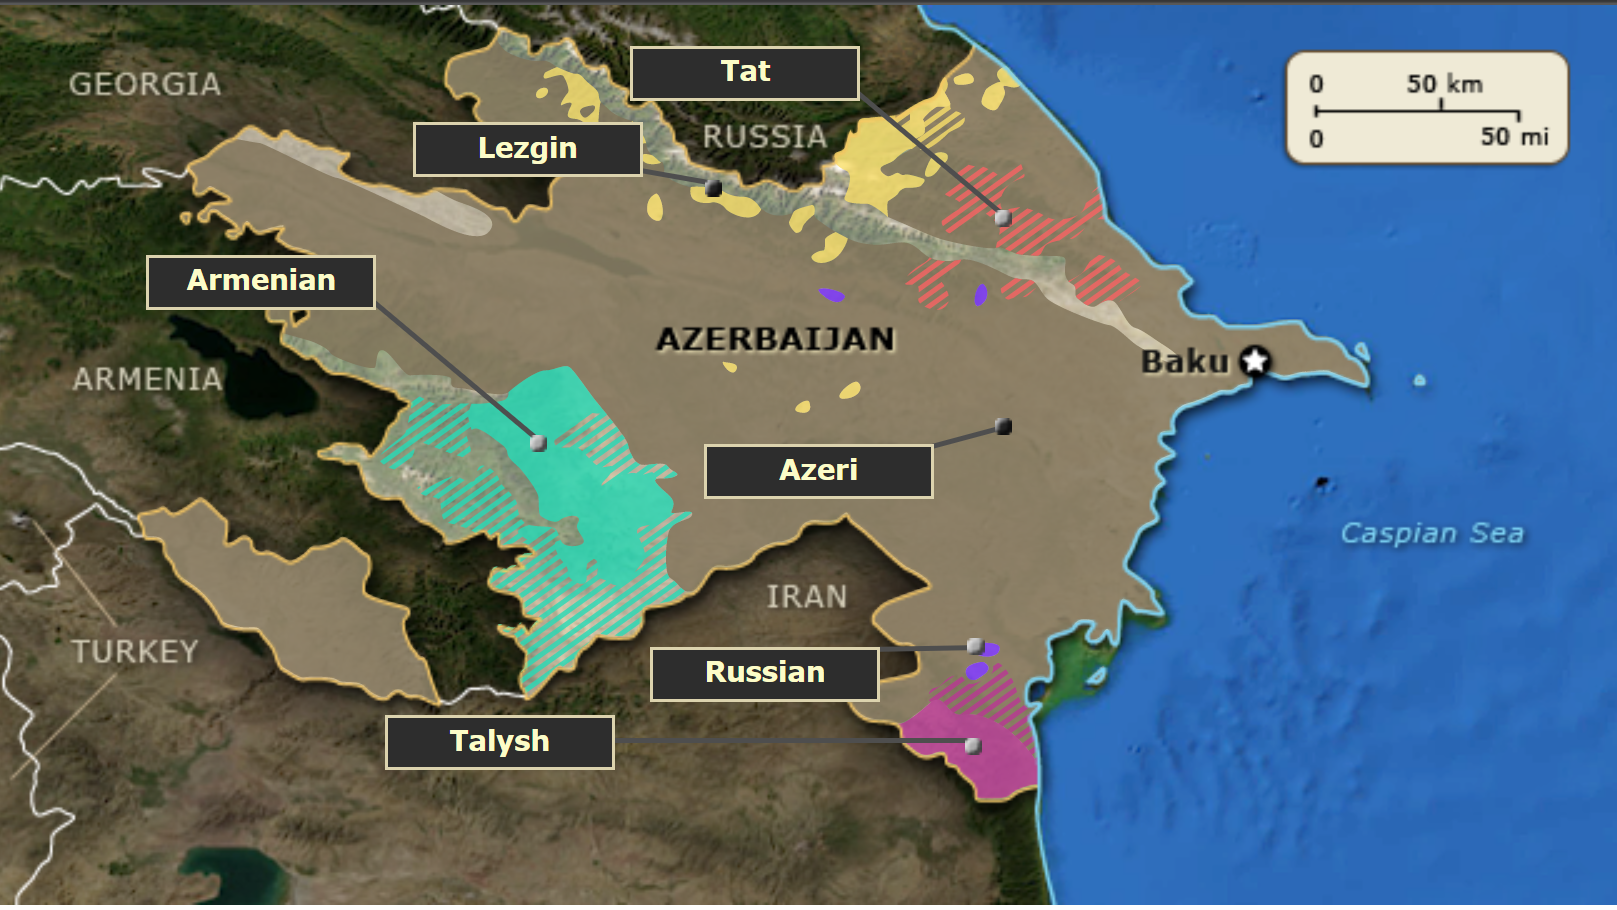 Tat
GEORGIA
0 50 km
0 50 mi
RUSSIA
Lezgin
Armenian
AZERBAIJAN
Baku
ARMENIA
Azeri
Caspian Sea
IRAN
TURKEY
Russian
Talysh